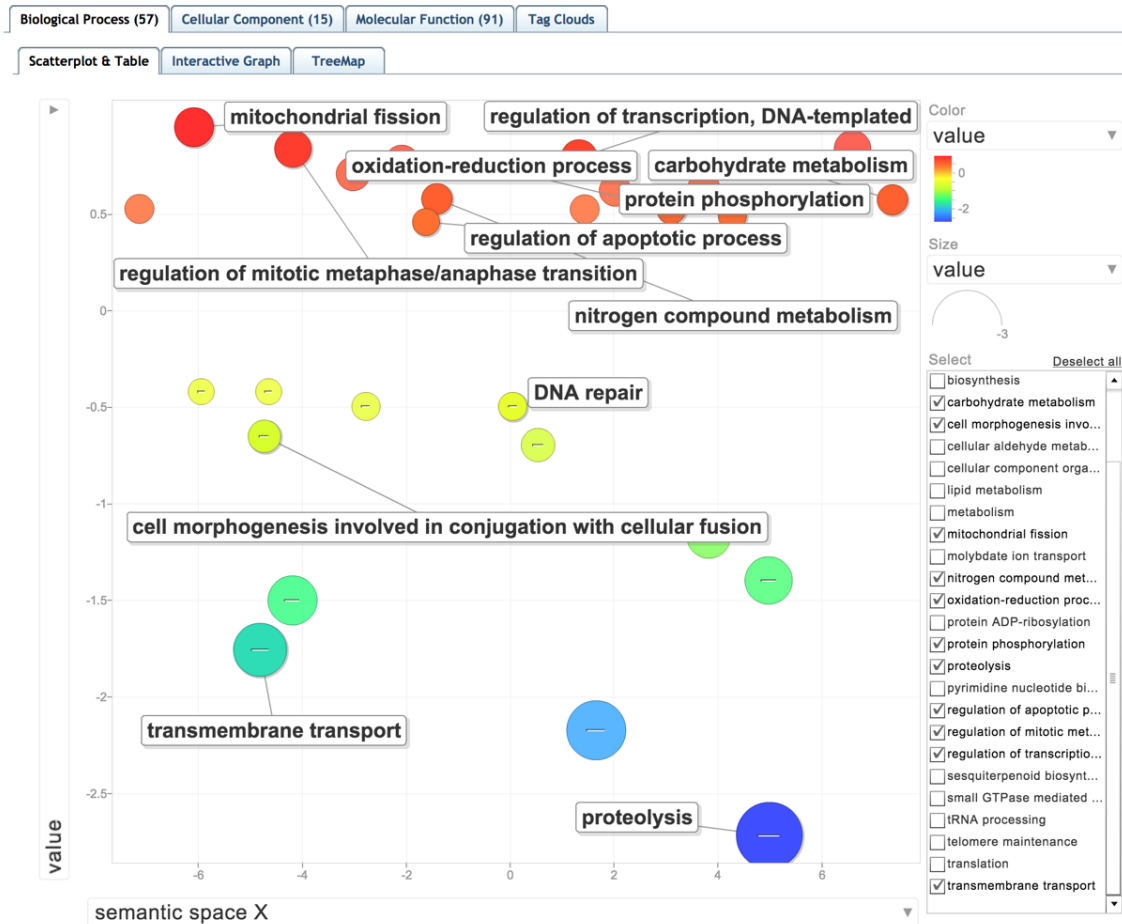 Biological Process (57) Cellular Component (15) Molecular Function (91) Tag Clouds
Scatterplot & Table Interactive Graph TreeMap
mitochondrial fission
regulation of transcription, DNA-templated
oxidation-reduction process
carbohydrate metabolism
protein phosphorylation
regulation of apoptotic process
regulation of mitotic metaphase/anaphase transition
nitrogen compound metabolism
DNA repair
cell morphogenesis involved in conjugation with cellular fusion
transmembrane transport
proteolysis
0.5
0
-0.5
-1
-1.5
-2
-2.5
-6 -4 -2 0 2 4 6
value
semantic space X
Color
value
0
-2
Size
value
-3
Select Deselect all
biosynthesis
carbohydrate metabolism
cell morphogenesis invo...
cellular aldehyde metab...
cellular component orga...
lipid metabolism
metabolism
mitochondrial fission
molybdate ion transport
nitrogen compound met...
oxidation-reduction proc...
protein ADP-ribosylation
protein phosphorylation
proteolysis
pyrimidine nucleotide bi...
regulation of apoptotic p...
regulation of mitotic met...
regulation of transcriptio...
sesquiterpenoid biosynt...
small GTPase mediated ...
tRNA processing
telomere maintenance
translation
transmembrane transport